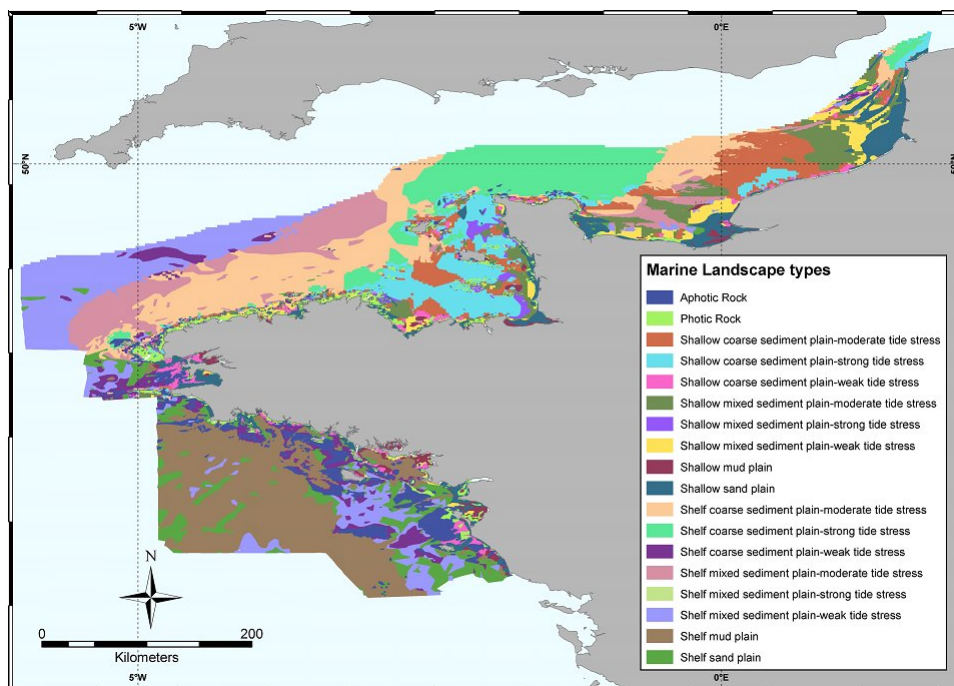 5°W
0°E
50°N
50°N
Marine Landscape types
Aphotic Rock
Photic Rock
Shallow coarse sediment plain-moderate tide stress
Shallow coarse sediment plain-strong tide stress
Shallow coarse sediment plain-weak tide stress
Shallow mixed sediment plain-moderate tide stress
Shallow mixed sediment plain-strong tide stress
Shallow mixed sediment plain-weak tide stress
Shallow mud plain
Shallow sand plain
Shelf coarse sediment plain-moderate tide stress
Shelf coarse sediment plain-strong tide stress
Shelf coarse sediment plain-weak tide stress
Shelf mixed sediment plain-moderate tide stress
Shelf mixed sediment plain-strong tide stress
Shelf mixed sediment plain-weak tide stress
Shelf mud plain
Shelf sand plain
N
0 200
Kilometers
5°W
0°E